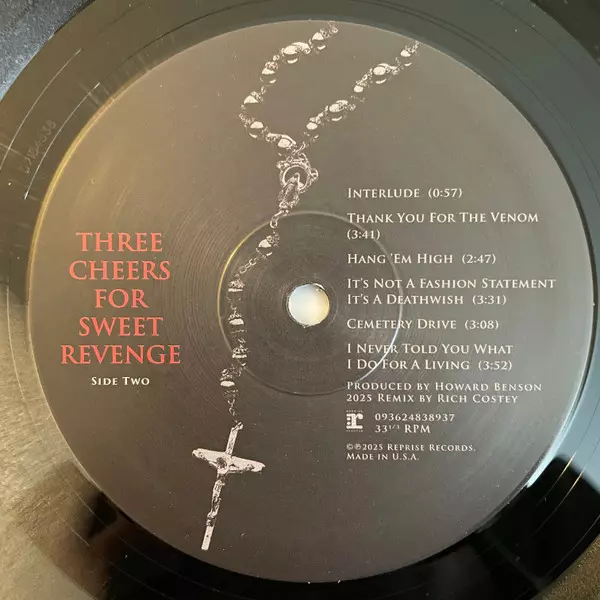 THREE
CHEERS
FOR
SWEET
REVENGE
SIDE TWO
INTERLUDE (0:57)
THANK YOU FOR THE VENOM
(3:41)
HANG 'EM HIGH (2:47)
IT'S NOT A FASHION STATEMENT
IT'S A DEATHWISH (3:31)
CEMETERY DRIVE (3:08)
I NEVER TOLD YOU WHAT
I DO FOR A LIVING (3:52)
PRODUCED BY HOWARD BENSON
2025 REMIX BY RICH COSTEY
r 093624838937
33 1/3 RPM
©℗2025 REPRISE RECORDS.
MADE IN U.S.A.